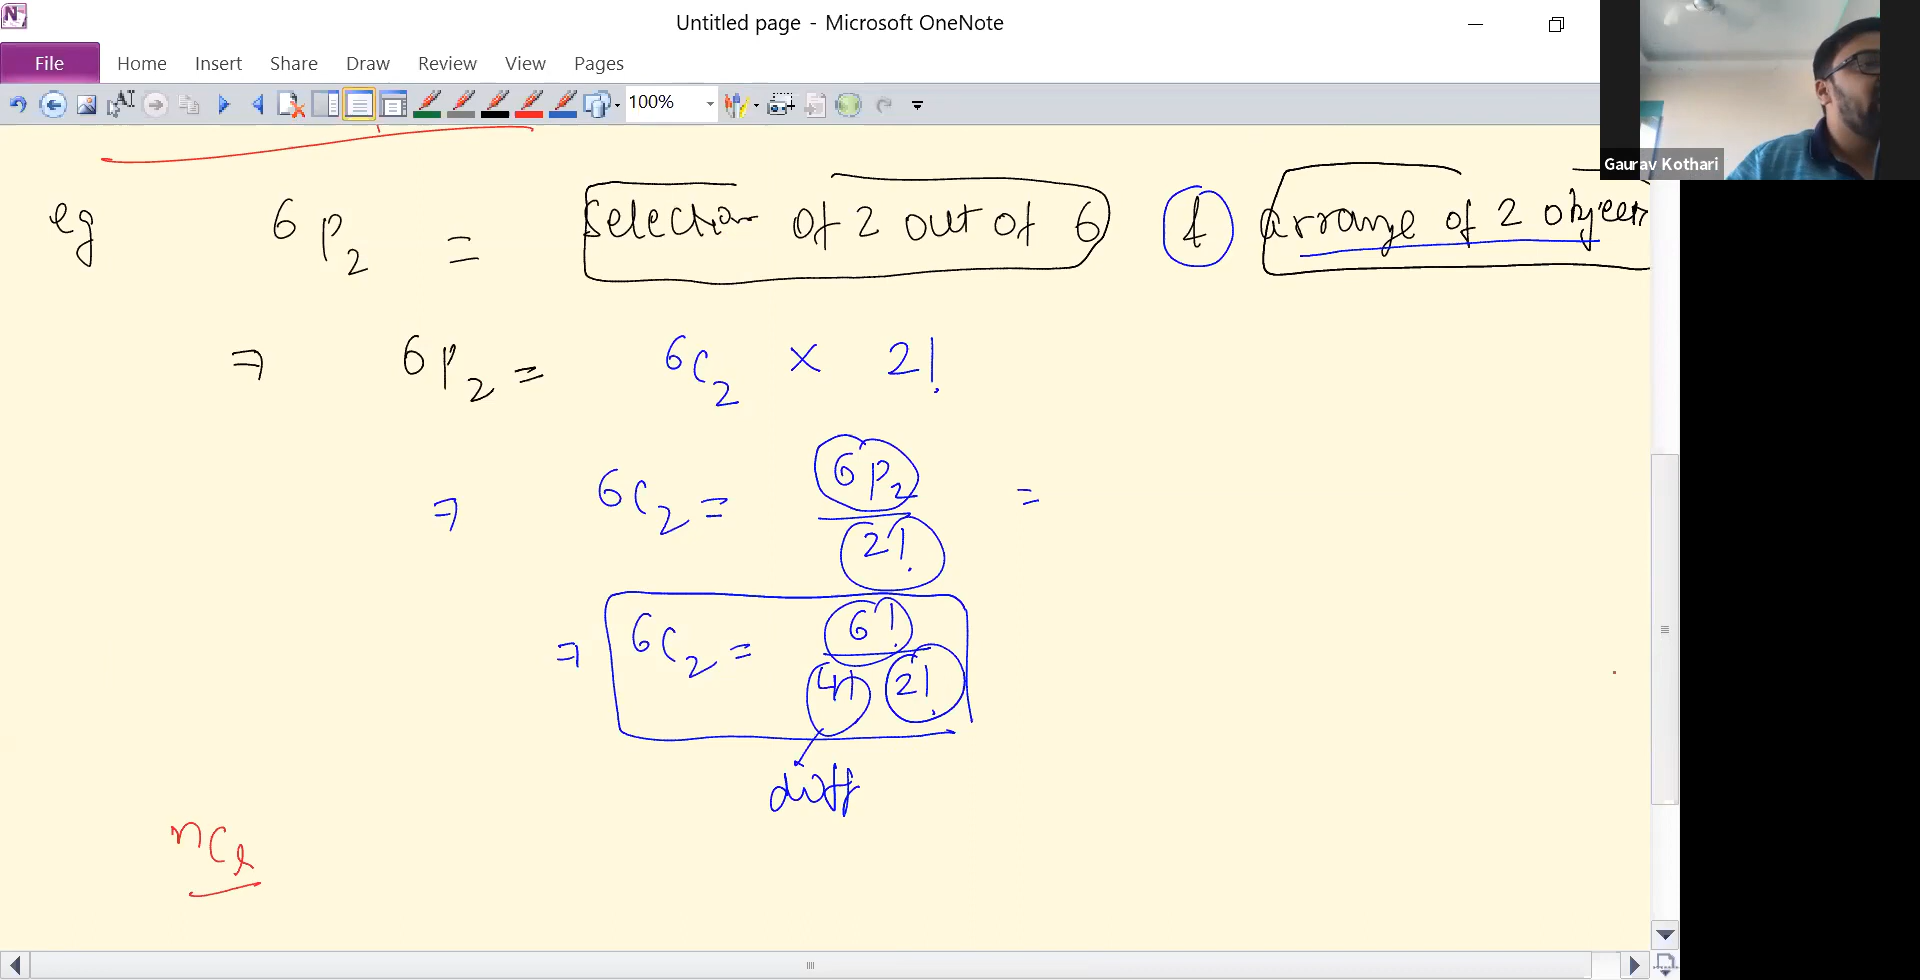 Untitled page - Microsoft OneNote
File Home Insert Share Draw Review View Pages
100%
Gaurav Kothari
eg 6P2 = Selection of 2 out of 6 & arrange of 2 objects
⇒ 6P2 = 6C2 × 2!
⇒ 6C2 = 6P2 / 2! =
⇒ 6C2 = 6! / 4! 2!
diff
nCr